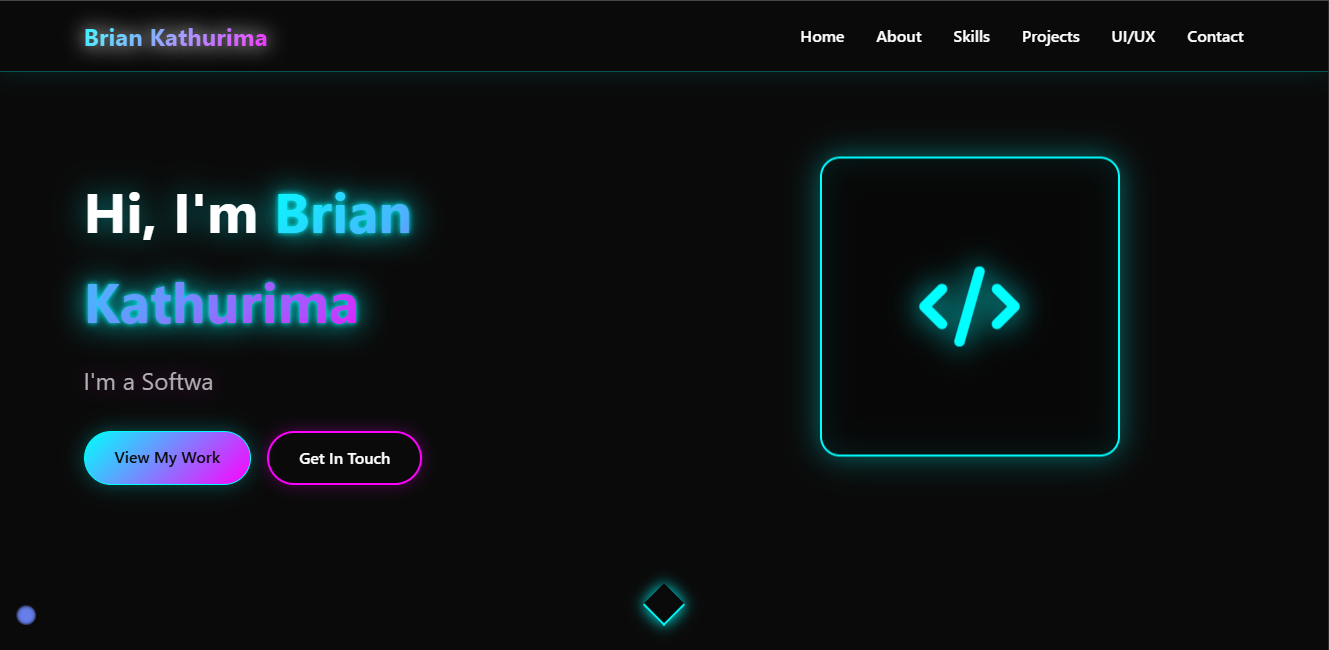 Brian Kathurima
Home About Skills Projects UI/UX Contact
Hi, I'm Brian
Kathurima
I'm a Softwa
View My Work
Get In Touch